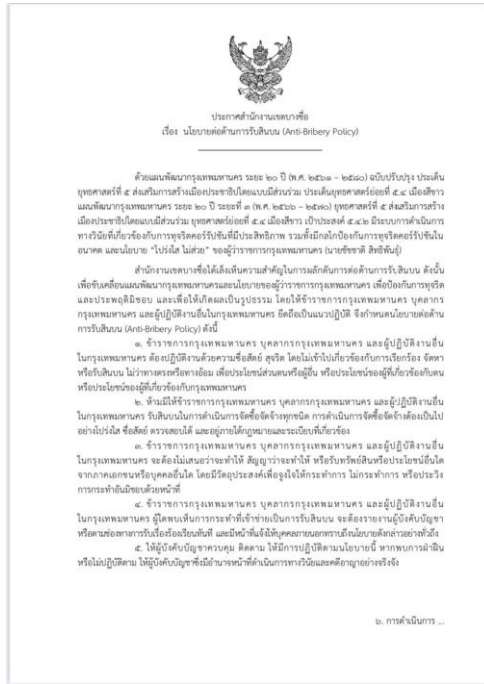 ประกาศสำนักงานเขตบางซื่อ
เรื่อง นโยบายต่อต้านการรับสินบน (Anti-Bribery Policy)
ด้วยแผนพัฒนากรุงเทพมหานคร ระยะ ๒๐ ปี (พ.ศ. ๒๕๖๑ – ๒๕๘๐) ฉบับปรับปรุง ประเด็น
ยุทธศาสตร์ที่ ๕ ส่งเสริมการสร้างเมืองประชาธิปไตยแบบมีส่วนร่วม ประเด็นยุทธศาสตร์ย่อยที่ ๕.๔ เมืองสีขาว
แผนพัฒนากรุงเทพมหานคร ระยะ ๒๐ ปี ระยะที่ ๓ (พ.ศ. ๒๕๖๖ – ๒๕๗๐) ยุทธศาสตร์ที่ ๕ ส่งเสริมการสร้าง
เมืองประชาธิปไตยแบบมีส่วนร่วม ยุทธศาสตร์ย่อยที่ ๕.๔ เมืองสีขาว เป้าประสงค์ ๕.๔.๒ มีระบบการดำเนินการ
ทางวินัยที่เกี่ยวข้องกับการทุจริตคอร์รัปชันที่มีประสิทธิภาพ รวมทั้งมีกลไกป้องกันการทุจริตคอร์รัปชันใน
อนาคต และนโยบาย "โปร่งใส ไม่ส่วย" ของผู้ว่าราชการกรุงเทพมหานคร (นายชัชชาติ สิทธิพันธุ์)
สำนักงานเขตบางซื่อได้เล็งเห็นความสำคัญในการผลักดันการต่อต้านการรับสินบน ดังนั้น
เพื่อขับเคลื่อนแผนพัฒนากรุงเทพมหานครและนโยบายของผู้ว่าราชการกรุงเทพมหานคร เพื่อป้องกันการทุจริต
และประพฤติมิชอบ และเพื่อให้เกิดผลเป็นรูปธรรม โดยให้ข้าราชการกรุงเทพมหานคร บุคลากร
กรุงเทพมหานคร และผู้ปฏิบัติงานอื่นในกรุงเทพมหานคร ยึดถือเป็นแนวปฏิบัติ จึงกำหนดนโยบายต่อต้าน
การรับสินบน (Anti-Bribery Policy) ดังนี้
๑. ข้าราชการกรุงเทพมหานคร บุคลากรกรุงเทพมหานคร และผู้ปฏิบัติงานอื่น
ในกรุงเทพมหานคร ต้องปฏิบัติงานด้วยความซื่อสัตย์ สุจริต โดยไม่เข้าไปเกี่ยวข้องกับการเรียกร้อง จัดหา
หรือรับสินบน ไม่ว่าทางตรงหรือทางอ้อม เพื่อประโยชน์ส่วนตนหรือผู้อื่น หรือประโยชน์ของผู้ที่เกี่ยวข้องกับตน
หรือประโยชน์ของผู้ที่เกี่ยวข้องกับกรุงเทพมหานคร
๒. ห้ามมิให้ข้าราชการกรุงเทพมหานคร บุคลากรกรุงเทพมหานคร และผู้ปฏิบัติงานอื่น
ในกรุงเทพมหานคร รับสินบนในการดำเนินการจัดซื้อจัดจ้างทุกชนิด การดำเนินการจัดซื้อจัดจ้างต้องเป็นไป
อย่างโปร่งใส ซื่อสัตย์ ตรวจสอบได้ และอยู่ภายใต้กฎหมายและระเบียบที่เกี่ยวข้อง
๓. ข้าราชการกรุงเทพมหานคร บุคลากรกรุงเทพมหานคร และผู้ปฏิบัติงานอื่น
ในกรุงเทพมหานคร จะต้องไม่เสนอว่าจะทำให้ สัญญาว่าจะทำให้ หรือรับทรัพย์สินหรือประโยชน์อื่นใด
จากภาคเอกชนหรือบุคคลอื่นใด โดยมีวัตถุประสงค์เพื่อจูงใจให้กระทำการ ไม่กระทำการ หรือประวิง
การกระทำอันมิชอบด้วยหน้าที่
๔. ข้าราชการกรุงเทพมหานคร บุคลากรกรุงเทพมหานคร และผู้ปฏิบัติงานอื่น
ในกรุงเทพมหานคร ผู้ใดพบเห็นการกระทำที่เข้าข่ายเป็นการรับสินบน จะต้องรายงานผู้บังคับบัญชา
หรือตามช่องทางการรับเรื่องร้องเรียนทันที และมีหน้าที่แจ้งให้บุคคลภายนอกทราบถึงนโยบายดังกล่าวอย่างทั่วถึง
๕. ให้ผู้บังคับบัญชาควบคุม ติดตาม ให้มีการปฏิบัติตามนโยบายนี้ หากพบการฝ่าฝืน
หรือไม่ปฏิบัติตาม ให้ผู้บังคับบัญชาซึ่งมีอำนาจหน้าที่ดำเนินการทางวินัยและคดีอาญาอย่างจริงจัง
๖. การดำเนินการ ...